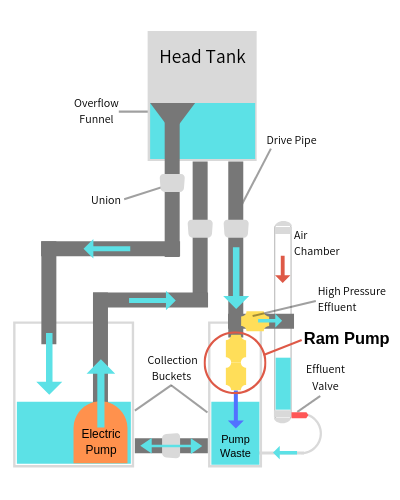 Head Tank
Overflow
Funnel
Drive Pipe
Union
Air
Chamber
High Pressure
Effluent
Ram Pump
Collection
Buckets
Effluent
Valve
Electric
Pump
Pump
Waste